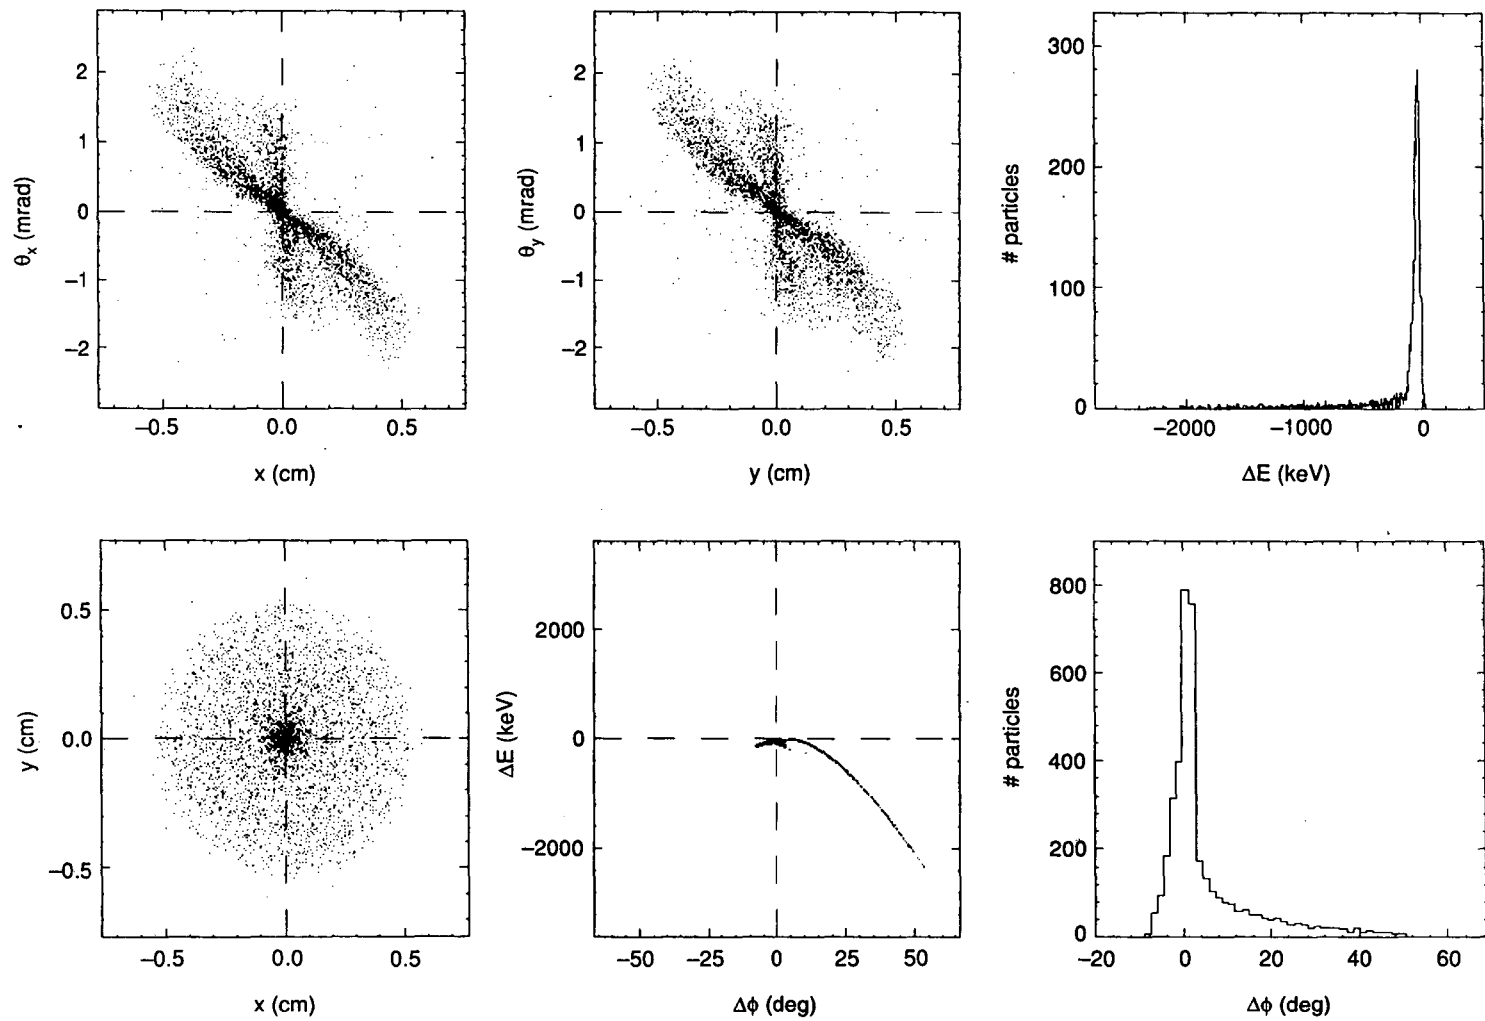 2
1
0
−1
−2
θx (mrad)
−0.5 0.0 0.5
x (cm)
2
1
0
−1
−2
θy (mrad)
−0.5 0.0 0.5
y (cm)
300
200
100
0
# particles
−2000 −1000 0
ΔE (keV)
0.5
0.0
−0.5
y (cm)
−0.5 0.0 0.5
x (cm)
2000
0
−2000
ΔE (keV)
−50 −25 0 25 50
Δϕ (deg)
800
600
400
200
0
# particles
−20 0 20 40 60
Δϕ (deg)